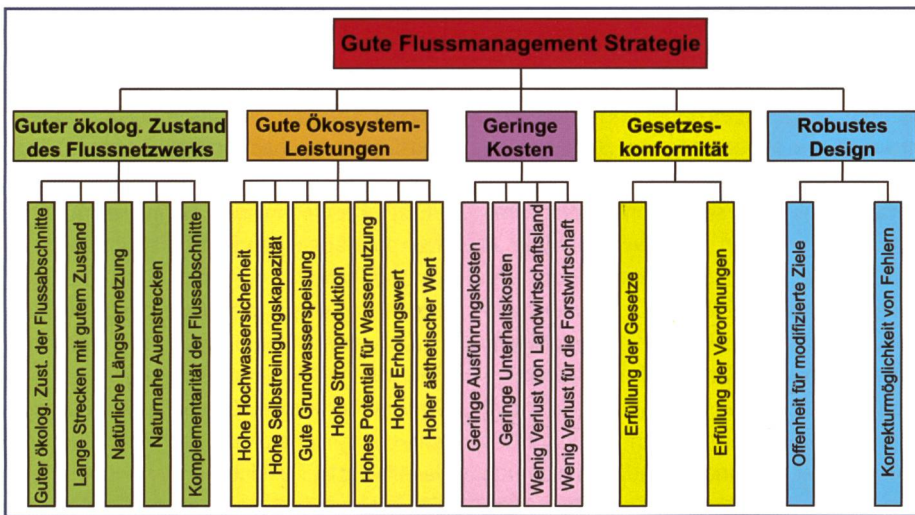 Gute Flussmanagement Strategie
Guter ökolog. Zustand
des Flussnetzwerks
Gute Ökosystem-
Leistungen
Geringe
Kosten
Gesetzes-
konformität
Robustes
Design
Guter ökolog. Zust. der Flussabschnitte
Lange Strecken mit gutem Zustand
Natürliche Längsvernetzung
Naturnahe Auenstrecken
Komplementarität der Flussabschnitte
Hohe Hochwassersicherheit
Hohe Selbstreinigungskapazität
Gute Grundwasserspeisung
Hohe Stromproduktion
Hohes Potential für Wassernutzung
Hoher Erholungswert
Hoher ästhetischer Wert
Geringe Ausführungskosten
Geringe Unterhaltskosten
Wenig Verlust von Landwirtschaftsland
Wenig Verlust für die Forstwirtschaft
Erfüllung der Gesetze
Erfüllung der Verordnungen
Offenheit für modifizierte Ziele
Korrekturmöglichkeit von Fehlern